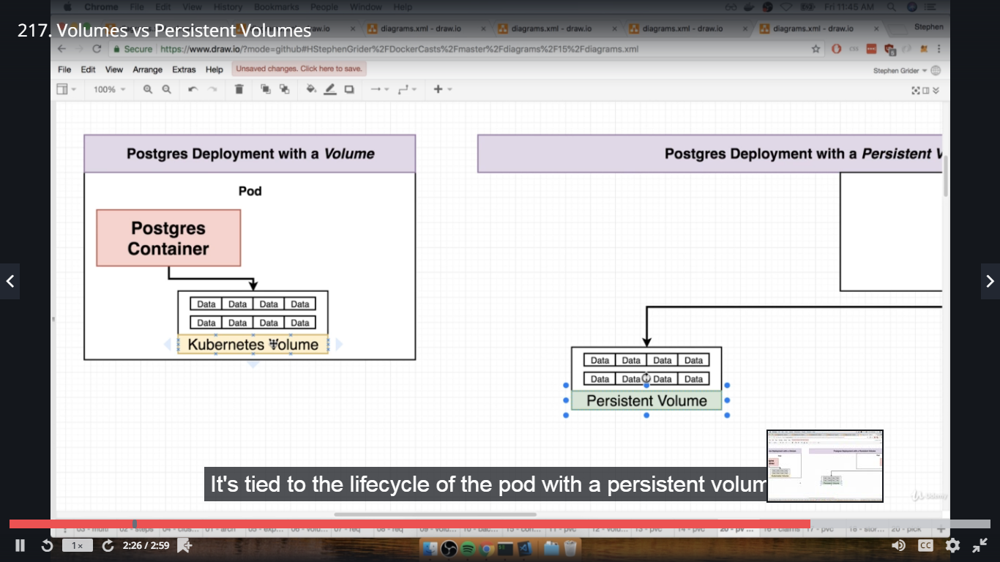 Chrome File Edit View History Bookmarks People Window Help
Fri 11:45 AM
217. Volumes vs Persistent Volumes
w.io
diagrams.xml - draw.io
diagrams.xml - draw.io
diagrams.xml - draw.io
diagrams.xml - draw.io
Stephen
Secure https://www.draw.io/?mode=github#HStephenGrider%2FDockerCasts%2Fmaster%2Fdiagrams%2F15%2Fdiagrams.xml
File Edit View Arrange Extras Help
Unsaved changes. Click here to save.
Stephen Grider
100%
Postgres Deployment with a Volume
Postgres Deployment with a Persistent V
Pod
Postgres
Container
Data Data Data Data
Data Data Data Data
Kubernetes Volume
Data Data Data Data
Data Data Data Data
Persistent Volume
It's tied to the lifecycle of the pod with a persistent volum
Udemy
1×
2:26 / 2:59
CC